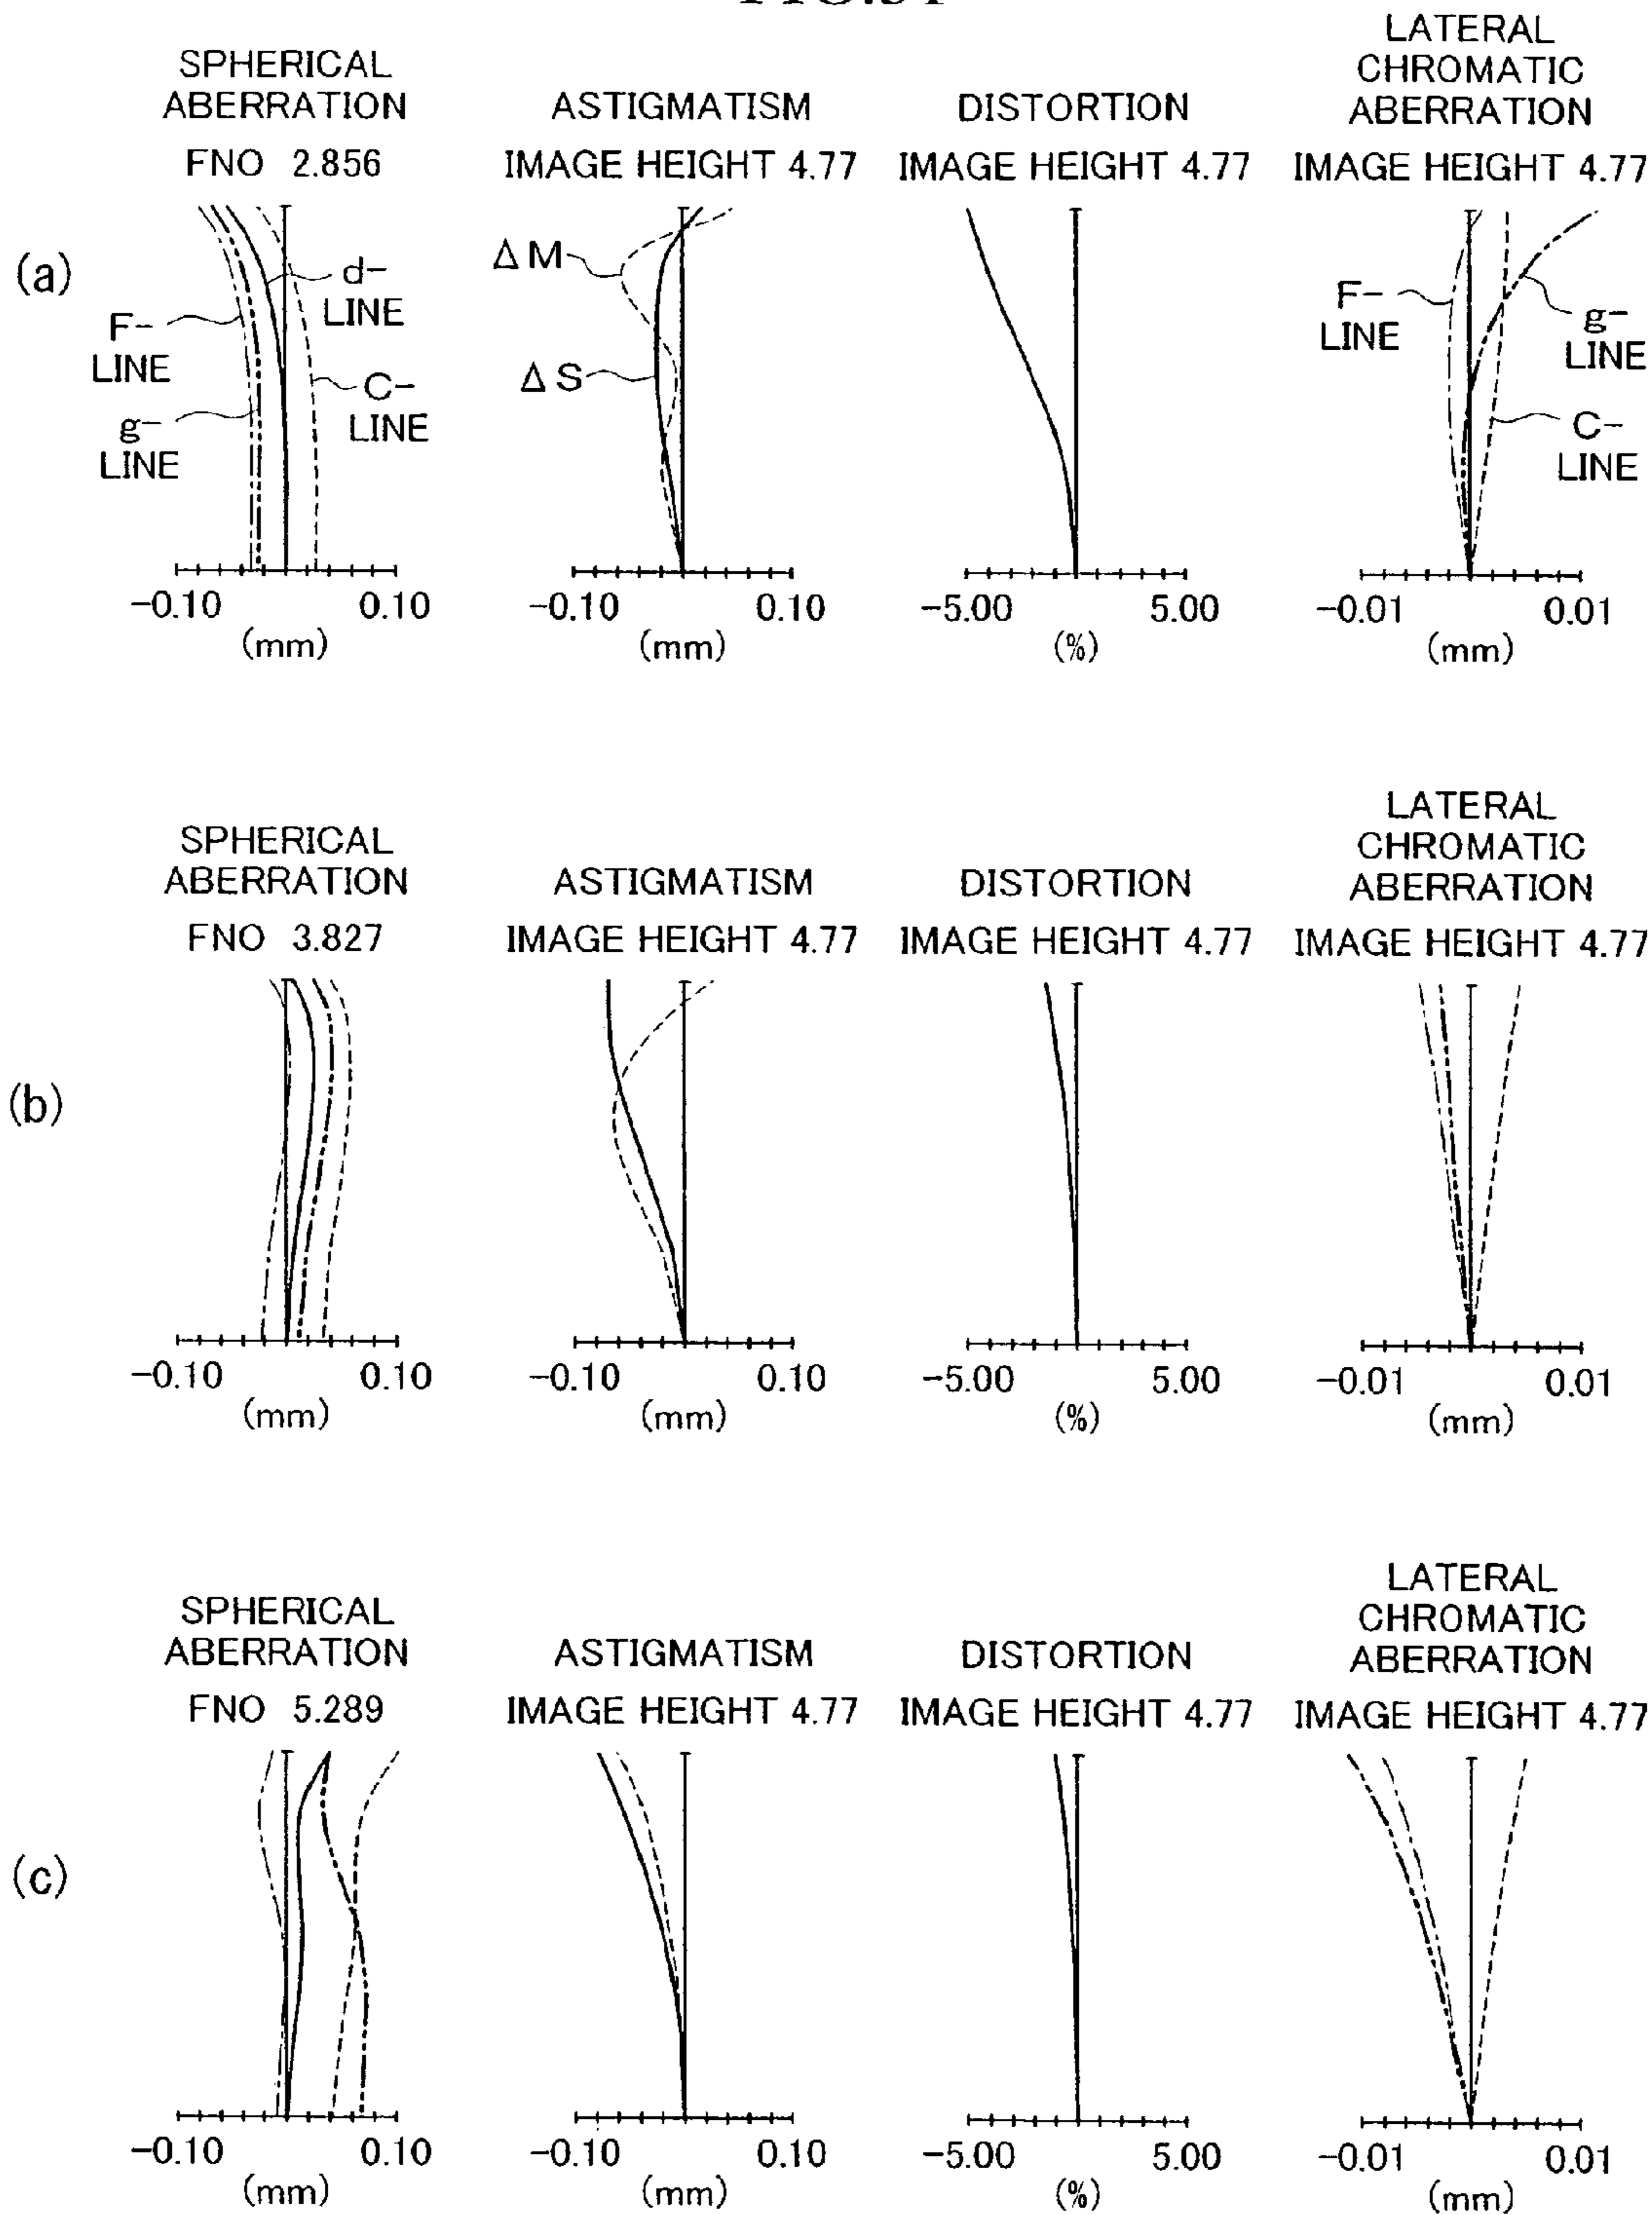 (a)
SPHERICAL
ABERRATION
FNO 2.856
F-
LINE
g-
LINE
d-
LINE
C-
LINE
-0.10 0.10
(mm)
ASTIGMATISM
IMAGE HEIGHT 4.77
ΔM
ΔS
-0.10 0.10
(mm)
DISTORTION
IMAGE HEIGHT 4.77
-5.00 5.00
(%)
LATERAL
CHROMATIC
ABERRATION
IMAGE HEIGHT 4.77
F-
LINE
g-
LINE
C-
LINE
-0.01 0.01
(mm)
(b)
SPHERICAL
ABERRATION
FNO 3.827
-0.10 0.10
(mm)
ASTIGMATISM
IMAGE HEIGHT 4.77
-0.10 0.10
(mm)
DISTORTION
IMAGE HEIGHT 4.77
-5.00 5.00
(%)
LATERAL
CHROMATIC
ABERRATION
IMAGE HEIGHT 4.77
-0.01 0.01
(mm)
(c)
SPHERICAL
ABERRATION
FNO 5.289
-0.10 0.10
(mm)
ASTIGMATISM
IMAGE HEIGHT 4.77
-0.10 0.10
(mm)
DISTORTION
IMAGE HEIGHT 4.77
-5.00 5.00
(%)
LATERAL
CHROMATIC
ABERRATION
IMAGE HEIGHT 4.77
-0.01 0.01
(mm)